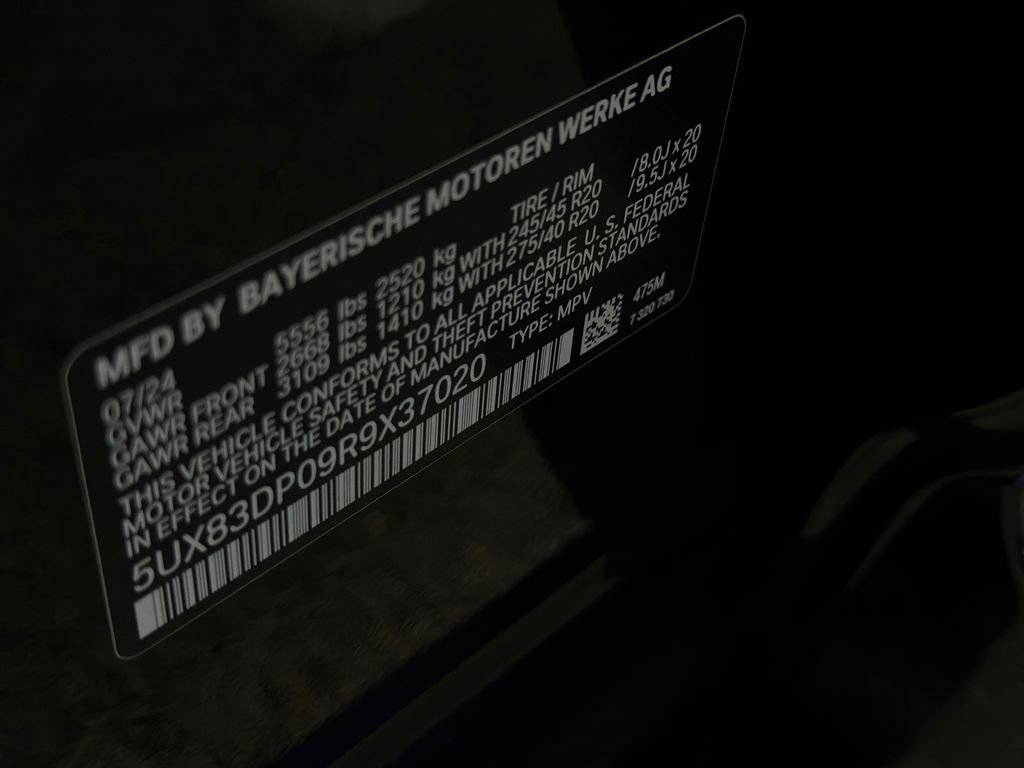 MFD BY BAYERISCHE MOTOREN WERKE AG
07/24 TIRE / RIM
GVWR 5556 lbs 2520 kg
GAWR FRONT 2668 lbs 1210 kg WITH 245/45 R20 /8.0J x 20
GAWR REAR 3109 lbs 1410 kg WITH 275/40 R20 /9.5J x 20
THIS VEHICLE CONFORMS TO ALL APPLICABLE U. S. FEDERAL
MOTOR VEHICLE SAFETY AND THEFT PREVENTION STANDARDS
IN EFFECT ON THE DATE OF MANUFACTURE SHOWN ABOVE.
5UX83DP09R9X37020 TYPE: MPV 475M
7 320 730